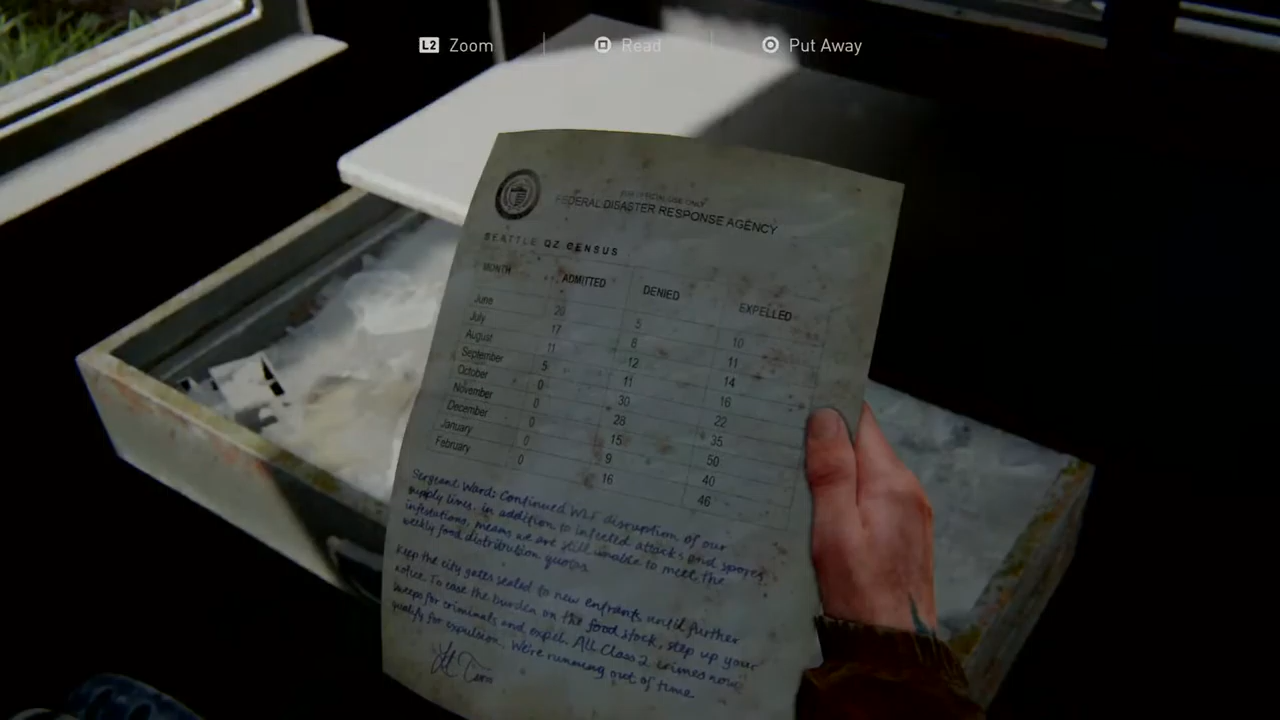 L2 Zoom
Read
Put Away
FOR OFFICIAL USE ONLY
FEDERAL DISASTER RESPONSE AGENCY
SEATTLE QZ CENSUS
MONTH ADMITTED DENIED EXPELLED
June 20 5 10
July 17 8 11
August 11 12 14
September 5 11 16
October 0 30 22
November 0 28 35
December 0 15 50
January 0 9 40
February 0 16 46
Sergeant Ward: Continued WLF disruption of our
supply lines, in addition to infected attacks and spores
infestations, means we are still unable to meet the
weekly food distribution quotas.
Keep the city gates sealed to new entrants until further
notice. To ease the burden on the food stock, step up your
sweeps for criminals and expel. All Class 2 crimes now
qualify for expulsion. We're running out of time
Lt